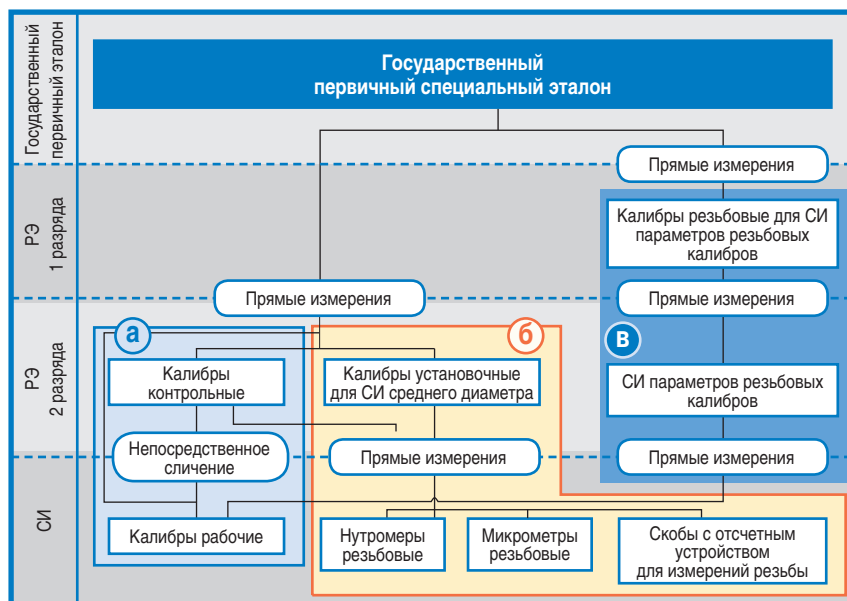 Государственный
первичный эталон
Государственный
первичный специальный эталон
Прямые измерения
РЭ
1 разряда
Калибры резьбовые для СИ
параметров резьбовых
калибров
Прямые измерения
Прямые измерения
РЭ
2 разряда
а
б
в
Калибры
контрольные
Калибры установочные
для СИ среднего диаметра
СИ параметров резьбовых
калибров
Непосредственное
сличение
Прямые измерения
Прямые измерения
СИ
Калибры рабочие
Нутромеры
резьбовые
Микрометры
резьбовые
Скобы с отсчетным
устройством
для измерений резьбы